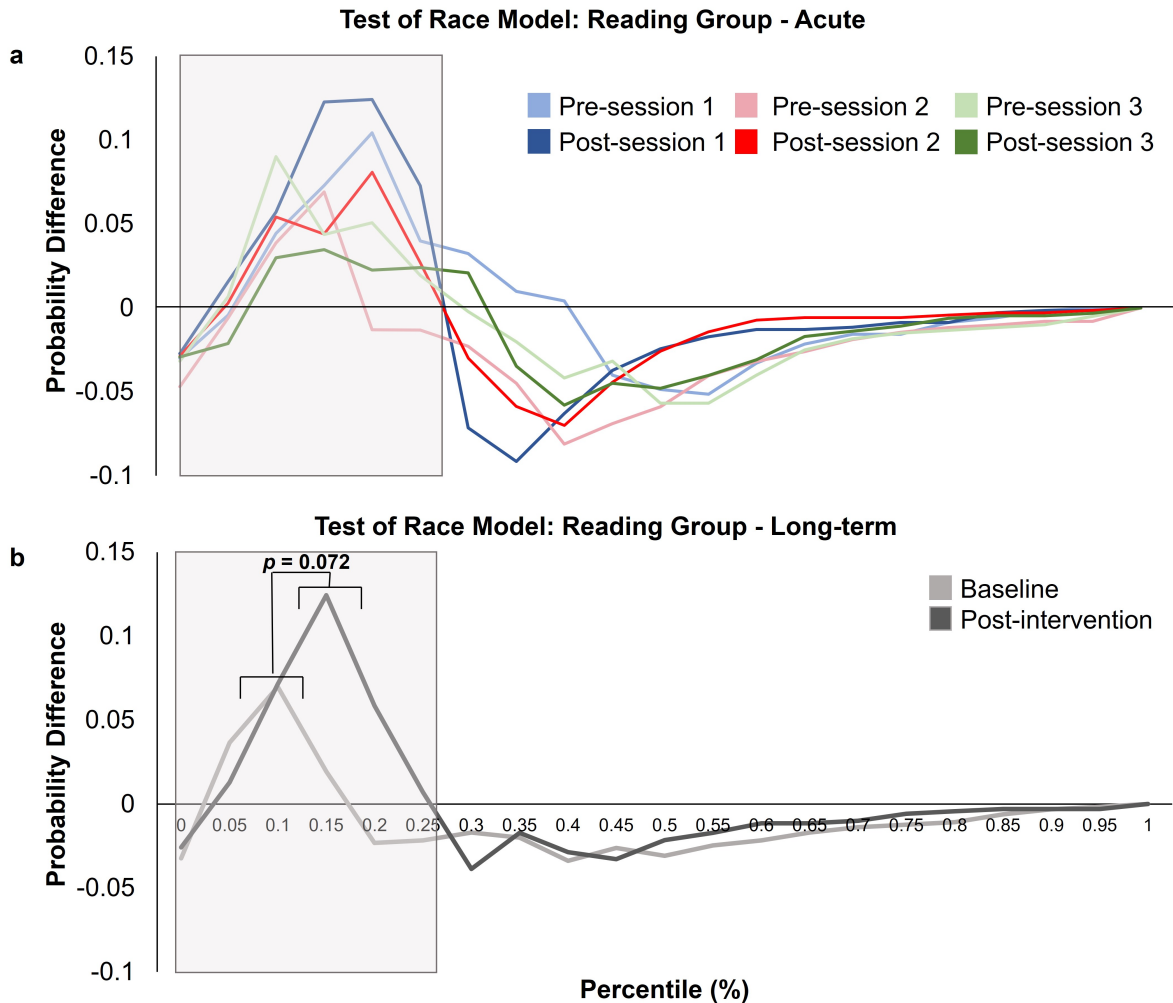 Test of Race Model: Reading Group - Acute
a
0.15
0.1
0.05
0
-0.05
-0.1
Probability Difference
Pre-session 1
Pre-session 2
Pre-session 3
Post-session 1
Post-session 2
Post-session 3
Test of Race Model: Reading Group - Long-term
b
0.15
0.1
0.05
0
-0.05
-0.1
Probability Difference
p = 0.072
Baseline
Post-intervention
0 0.05 0.1 0.15 0.2 0.25 0.3 0.35 0.4 0.45 0.5 0.55 0.6 0.65 0.7 0.75 0.8 0.85 0.9 0.95 1
Percentile (%)